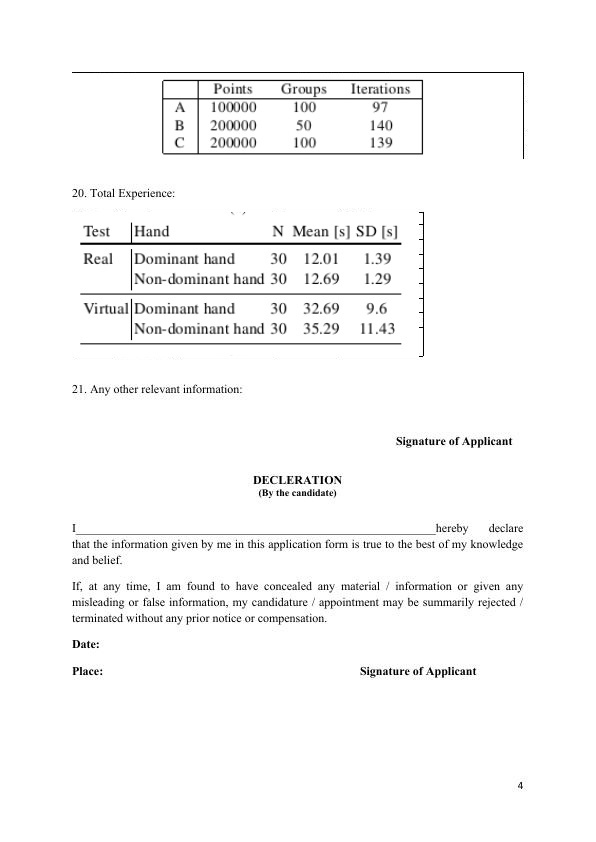 Points Groups Iterations
A 100000 100 97
B 200000 50 140
C 200000 100 139
20. Total Experience:
Test Hand N Mean [s] SD [s]
Real Dominant hand 30 12.01 1.39
Non-dominant hand 30 12.69 1.29
Virtual Dominant hand 30 32.69 9.6
Non-dominant hand 30 35.29 11.43
21. Any other relevant information:
Signature of Applicant
DECLERATION
(By the candidate)
I____________________________________________________________ hereby declare
that the information given by me in this application form is true to the best of my knowledge
and belief.
If, at any time, I am found to have concealed any material / information or given any
misleading or false information, my candidature / appointment may be summarily rejected /
terminated without any prior notice or compensation.
Date:
Place: Signature of Applicant
4